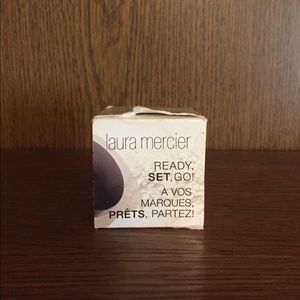 laura mercier
READY,
SET, GO!
À VOS
MARQUES,
PRÊTS, PARTEZ!